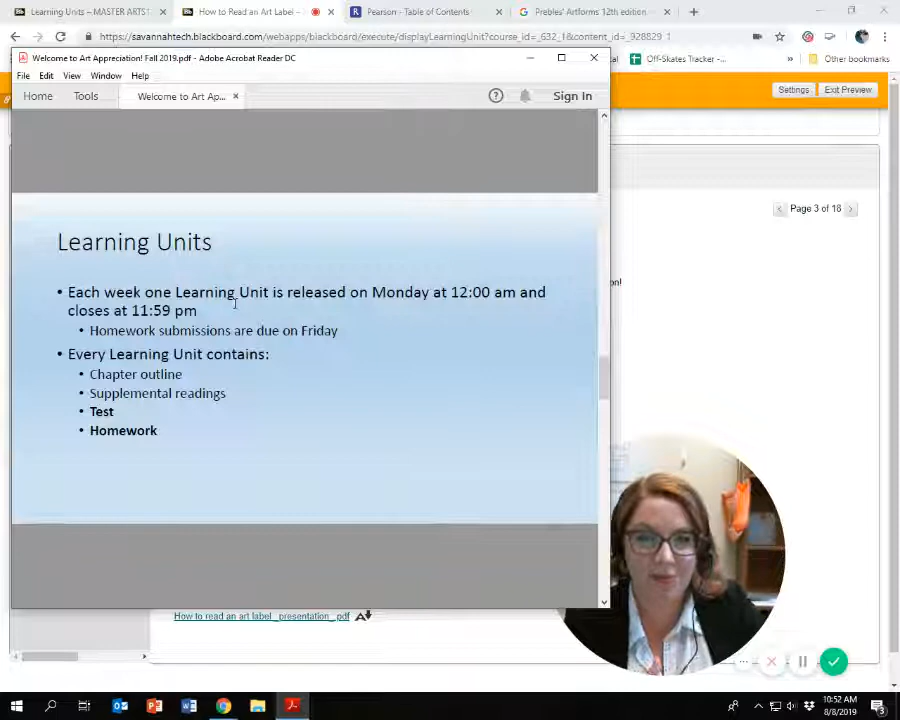 Learning Units – MASTER ARTS1
How to Read an Art Label –
Pearson - Table of Contents
Prebles' Artforms 12th edition
https://savannahtech.blackboard.com/webapps/blackboard/execute/displayLearningUnit?course_id=_632_1&content_id=_928829_1
Welcome to Art Appreciation! Fall 2019.pdf - Adobe Acrobat Reader DC
File Edit View Window Help
Off-Skates Tracker -...
Other bookmarks
Home Tools Welcome to Art Ap... Sign In
Settings Exit Preview
Page 3 of 18
Learning Units
• Each week one Learning Unit is released on Monday at 12:00 am and
closes at 11:59 pm
• Homework submissions are due on Friday
• Every Learning Unit contains:
• Chapter outline
• Supplemental readings
• Test
• Homework
How to read an art label _presentation_.pdf
10:52 AM
8/8/2019
3